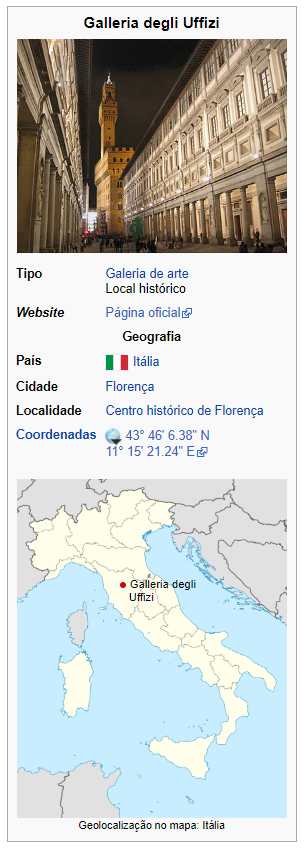 Galleria degli Uffizi
Tipo Galeria de arte
Local histórico
Website Página oficial
Geografia
País Itália
Cidade Florença
Localidade Centro histórico de Florença
Coordenadas 43° 46' 6.38" N
11° 15' 21.24" E
Galleria degli
Uffizi
Geolocalização no mapa: Itália